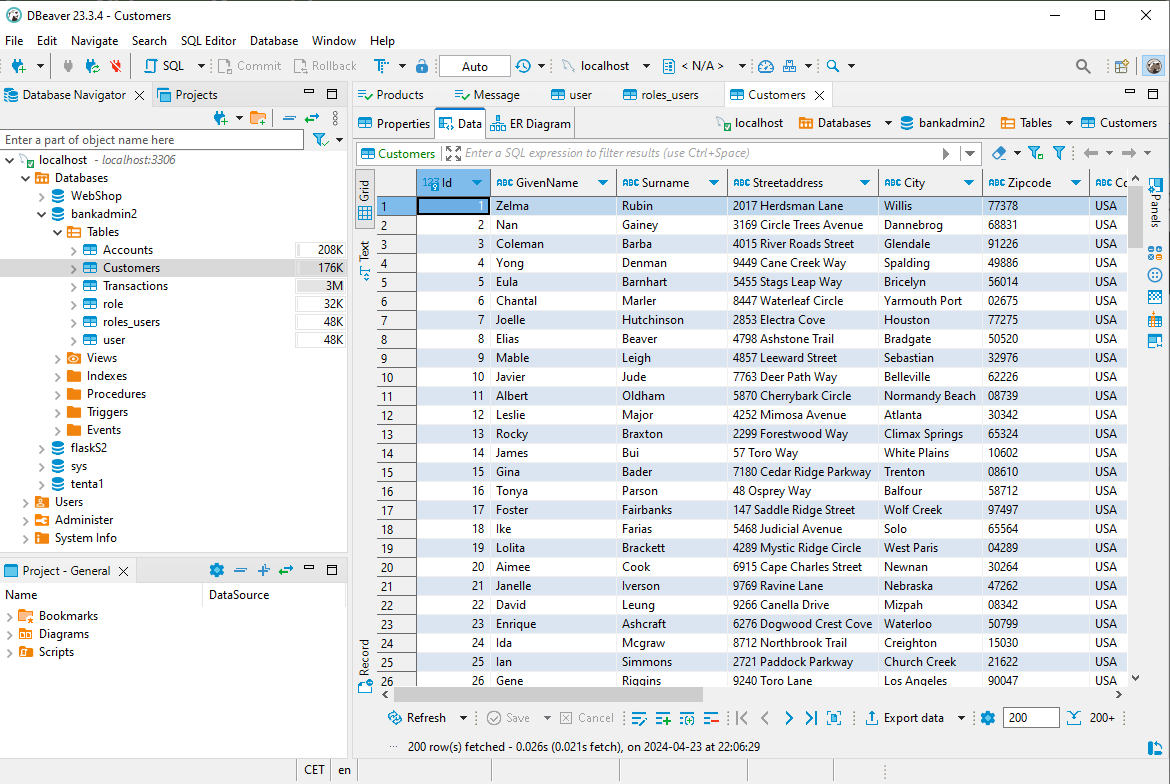 DBeaver 23.3.4 - Customers
File Edit Navigate Search SQL Editor Database Window Help
SQL Commit Rollback Auto localhost < N/A >
Database Navigator Projects
Enter a part of object name here
localhost - localhost:3306
Databases
WebShop
bankadmin2
Tables
Accounts 208K
Customers 176K
Transactions 3M
role 32K
roles_users 48K
user 48K
Views
Indexes
Procedures
Triggers
Events
flaskS2
sys
tenta1
Users
Administer
System Info
Project - General
Name DataSource
Bookmarks
Diagrams
Scripts
Products Message user roles_users Customers
Properties Data ER Diagram localhost Databases bankadmin2 Tables Customers
Customers Enter a SQL expression to filter results (use Ctrl+Space)
Grid
Text
Record
Panels
123 Id ABC GivenName ABC Surname ABC Streetaddress ABC City ABC Zipcode ABC Co
1 1 Zelma Rubin 2017 Herdsman Lane Willis 77378 USA
2 2 Nan Gainey 3169 Circle Trees Avenue Dannebrog 68831 USA
3 3 Coleman Barba 4015 River Roads Street Glendale 91226 USA
4 4 Yong Denman 9449 Cane Creek Way Spalding 49886 USA
5 5 Eula Barnhart 5455 Stags Leap Way Bricelyn 56014 USA
6 6 Chantal Marler 8447 Waterleaf Circle Yarmouth Port 02675 USA
7 7 Joelle Hutchinson 2853 Electra Cove Houston 77275 USA
8 8 Elias Beaver 4798 Ashstone Trail Bradgate 50520 USA
9 9 Mable Leigh 4857 Leeward Street Sebastian 32976 USA
10 10 Javier Jude 7763 Deer Path Way Belleville 62226 USA
11 11 Albert Oldham 5870 Cherrybark Circle Normandy Beach 08739 USA
12 12 Leslie Major 4252 Mimosa Avenue Atlanta 30342 USA
13 13 Rocky Braxton 2299 Forestwood Way Climax Springs 65324 USA
14 14 James Bui 57 Toro Way White Plains 10602 USA
15 15 Gina Bader 7180 Cedar Ridge Parkway Trenton 08610 USA
16 16 Tonya Parson 48 Osprey Way Balfour 58712 USA
17 17 Foster Fairbanks 147 Saddle Ridge Street Wolf Creek 97497 USA
18 18 Ike Farias 5468 Judicial Avenue Solo 65564 USA
19 19 Lolita Brackett 4289 Mystic Ridge Circle West Paris 04289 USA
20 20 Aimee Cook 6915 Cape Charles Street Newnan 30264 USA
21 21 Janelle Iverson 9769 Ravine Lane Nebraska 47262 USA
22 22 David Leung 9266 Canella Drive Mizpah 08342 USA
23 23 Enrique Ashcraft 6276 Dogwood Crest Cove Waterloo 50799 USA
24 24 Ida Mcgraw 8712 Northbrook Trail Creighton 15030 USA
25 25 Ian Simmons 2721 Paddock Parkway Church Creek 21622 USA
26 26 Gene Riggins 9240 Toro Lane Los Angeles 90047 USA
Refresh Save Cancel Export data 200 200+
200 row(s) fetched - 0.026s (0.021s fetch), on 2024-04-23 at 22:06:29
CET en